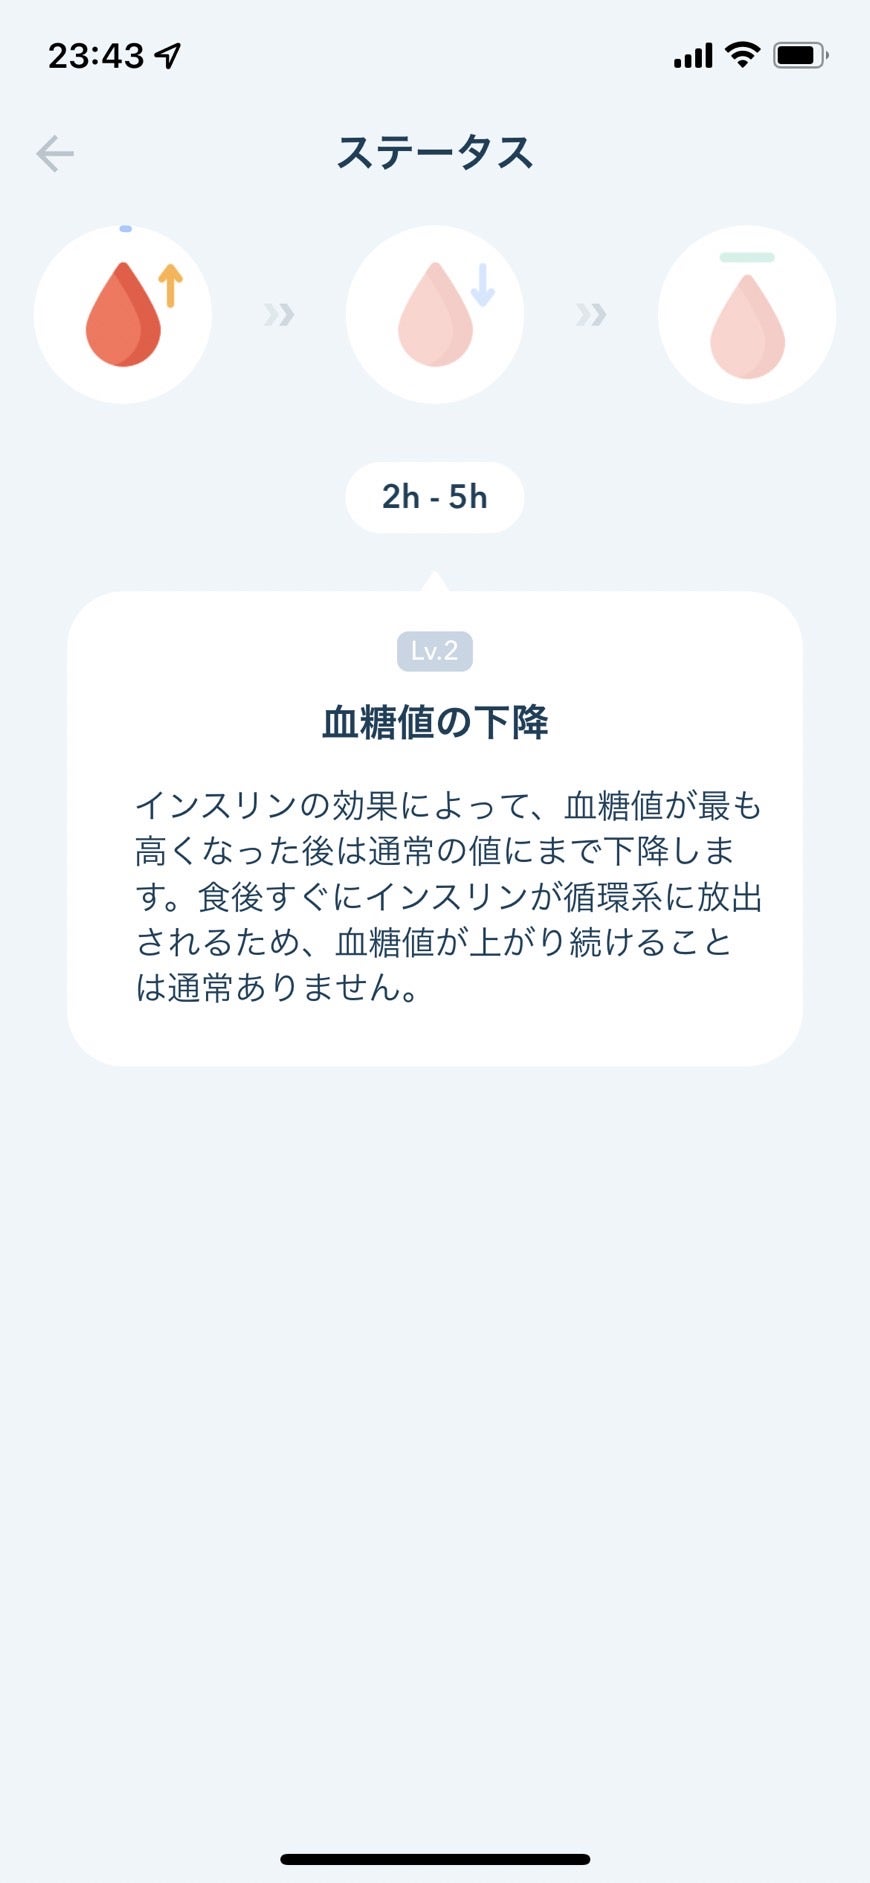 23:43
ステータス
2h - 5h
Lv.2
血糖値の下降
インスリンの効果によって、血糖値が最も
高くなった後は通常の値にまで下降しま
す。食後すぐにインスリンが循環系に放出
されるため、血糖値が上がり続けること
は通常ありません。